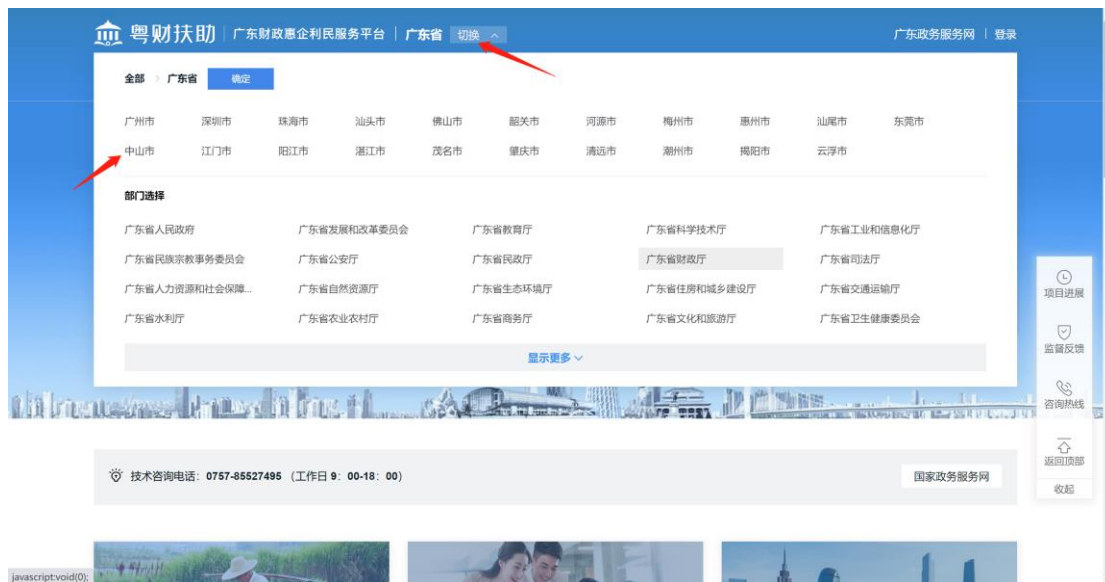 粤财扶助 广东财政惠企利民服务平台 广东省 切换 广东政务服务网 登录
全部 > 广东省 确定
广州市 深圳市 珠海市 汕头市 佛山市 韶关市 河源市 梅州市 惠州市 汕尾市 东莞市
中山市 江门市 阳江市 湛江市 茂名市 肇庆市 清远市 潮州市 揭阳市 云浮市
部门选择
广东省人民政府 广东省发展和改革委员会 广东省教育厅 广东省科学技术厅 广东省工业和信息化厅
广东省民族宗教事务委员会 广东省公安厅 广东省民政厅 广东省财政厅 广东省司法厅
广东省人力资源和社会保障... 广东省自然资源厅 广东省生态环境厅 广东省住房和城乡建设厅 广东省交通运输厅
广东省水利厅 广东省农业农村厅 广东省商务厅 广东省文化和旅游厅 广东省卫生健康委员会
显示更多
项目进展
监督反馈
咨询热线
返回顶部
收起
技术咨询电话：0757-85527495 （工作日 9：00-18：00） 国家政务服务网
javascript:void(0);